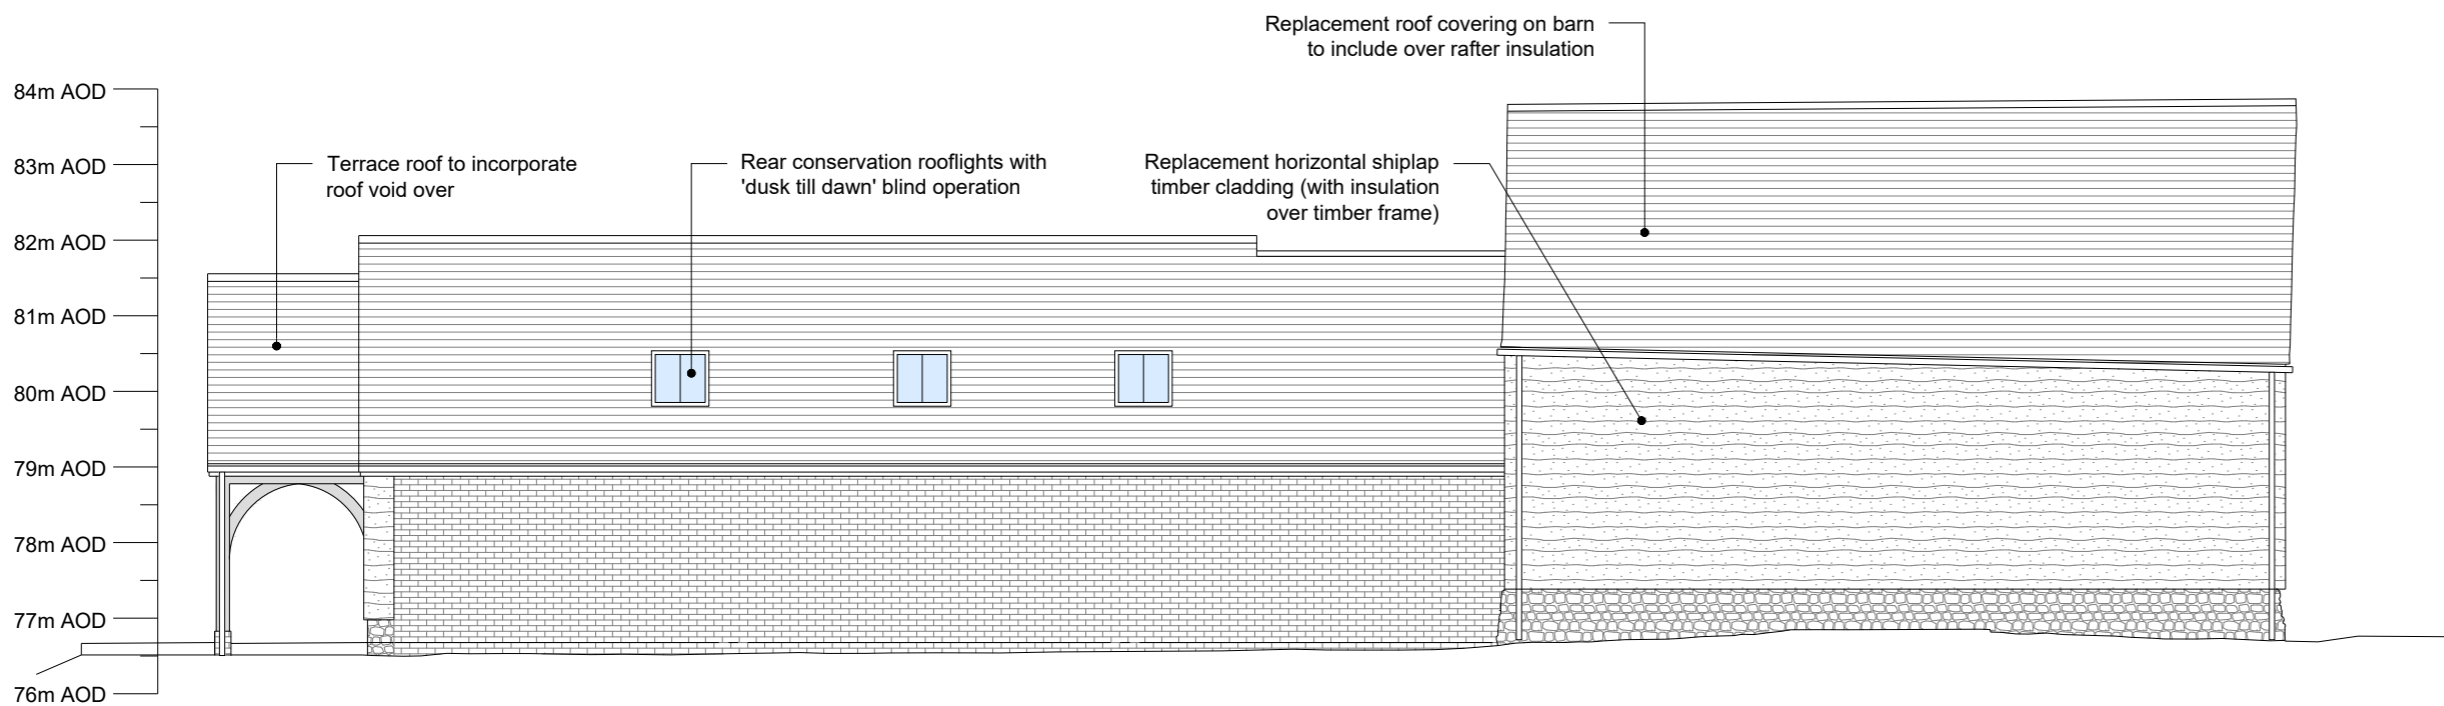 Replacement roof covering on barn
to include over rafter insulation
84m AOD
83m AOD
Terrace roof to incorporate
roof void over
Rear conservation rooflights with
'dusk till dawn' blind operation
Replacement horizontal shiplap
timber cladding (with insulation
over timber frame)
82m AOD
81m AOD
80m AOD
79m AOD
78m AOD
77m AOD
76m AOD